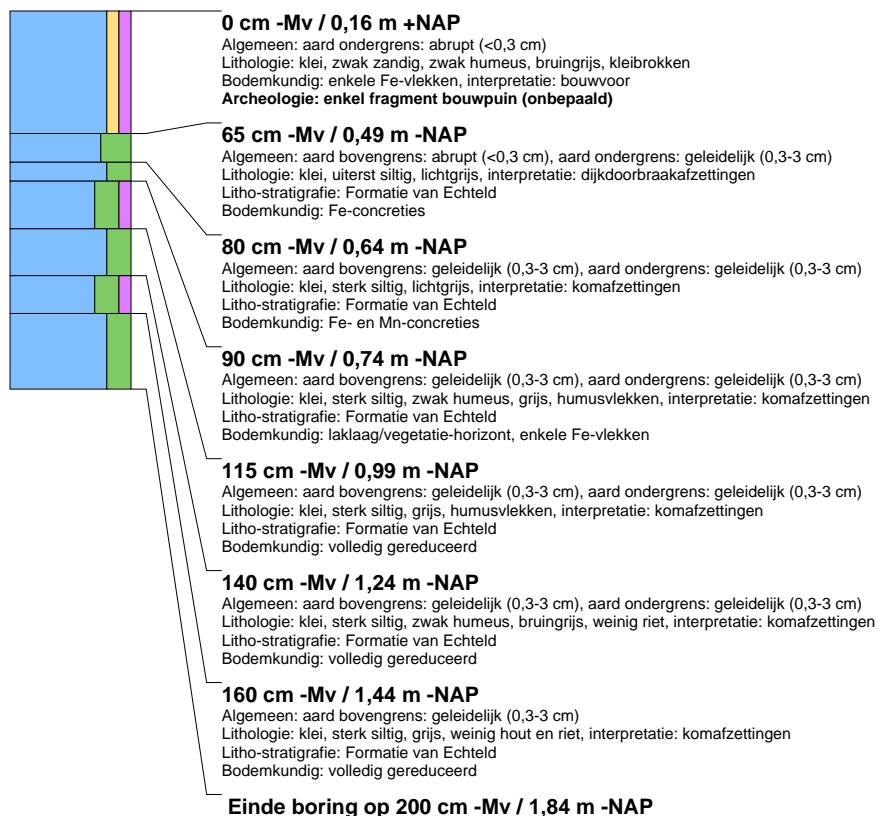 0 cm -Mv / 0,16 m +NAP
Algemeen: aard ondergrens: abrupt (<0,3 cm)
Lithologie: klei, zwak zandig, zwak humeus, bruingrijs, kleibrokken
Bodemkundig: enkele Fe-vlekken, interpretatie: bouwvoor
Archeologie: enkel fragment bouwpuin (onbepaald)
65 cm -Mv / 0,49 m -NAP
Algemeen: aard bovengrens: abrupt (<0,3 cm), aard ondergrens: geleidelijk (0,3-3 cm)
Lithologie: klei, uiterst siltig, lichtgrijs, interpretatie: dijkdoorbraakafzettingen
Litho-stratigrafie: Formatie van Echteld
Bodemkundig: Fe-concreties
80 cm -Mv / 0,64 m -NAP
Algemeen: aard bovengrens: geleidelijk (0,3-3 cm), aard ondergrens: geleidelijk (0,3-3 cm)
Lithologie: klei, sterk siltig, lichtgrijs, interpretatie: komafzettingen
Litho-stratigrafie: Formatie van Echteld
Bodemkundig: Fe- en Mn-concreties
90 cm -Mv / 0,74 m -NAP
Algemeen: aard bovengrens: geleidelijk (0,3-3 cm), aard ondergrens: geleidelijk (0,3-3 cm)
Lithologie: klei, sterk siltig, zwak humeus, grijs, humusvlekken, interpretatie: komafzettingen
Litho-stratigrafie: Formatie van Echteld
Bodemkundig: laklaag/vegetatie-horizont, enkele Fe-vlekken
115 cm -Mv / 0,99 m -NAP
Algemeen: aard bovengrens: geleidelijk (0,3-3 cm), aard ondergrens: geleidelijk (0,3-3 cm)
Lithologie: klei, sterk siltig, grijs, humusvlekken, interpretatie: komafzettingen
Litho-stratigrafie: Formatie van Echteld
Bodemkundig: volledig gereduceerd
140 cm -Mv / 1,24 m -NAP
Algemeen: aard bovengrens: geleidelijk (0,3-3 cm), aard ondergrens: geleidelijk (0,3-3 cm)
Lithologie: klei, sterk siltig, zwak humeus, bruingrijs, weinig riet, interpretatie: komafzettingen
Litho-stratigrafie: Formatie van Echteld
Bodemkundig: volledig gereduceerd
160 cm -Mv / 1,44 m -NAP
Algemeen: aard bovengrens: geleidelijk (0,3-3 cm)
Lithologie: klei, sterk siltig, grijs, weinig hout en riet, interpretatie: komafzettingen
Litho-stratigrafie: Formatie van Echteld
Bodemkundig: volledig gereduceerd
Einde boring op 200 cm -Mv / 1,84 m -NAP